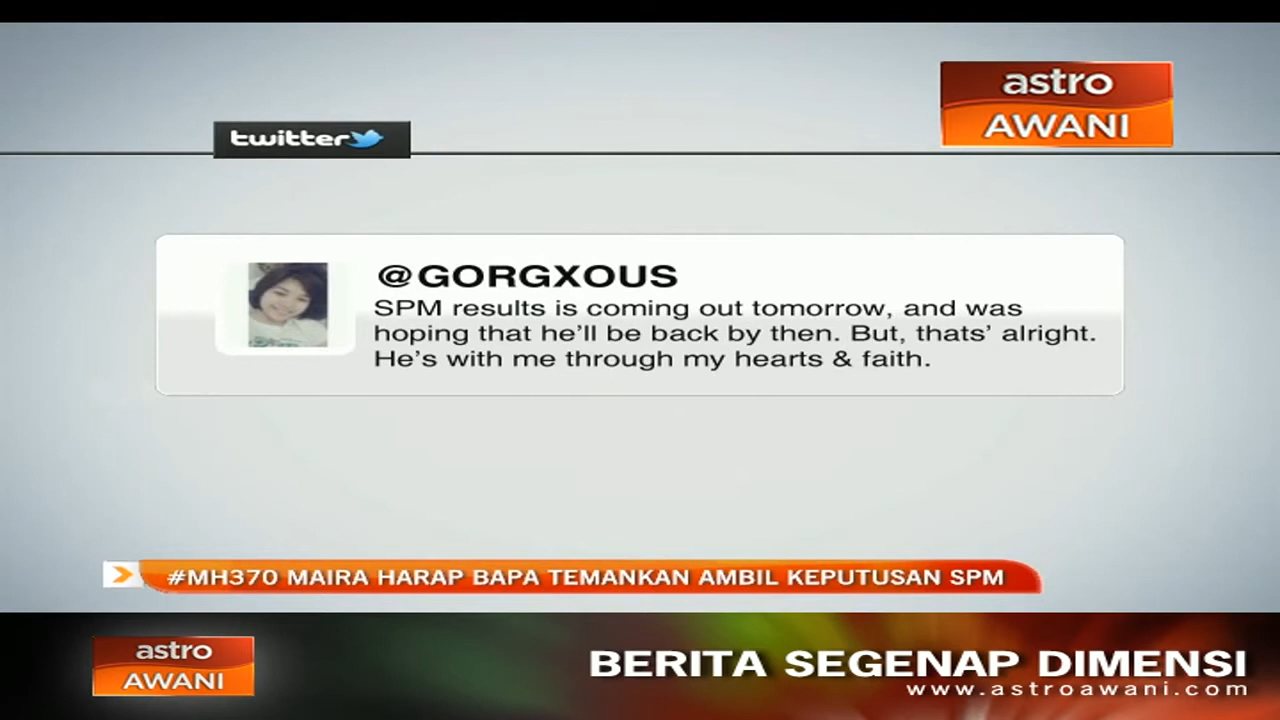 astro
AWANI
twitter
@GORGXOUS
SPM results is coming out tomorrow, and was
hoping that he'll be back by then. But, thats' alright.
He's with me through my hearts & faith.
#MH370 MAIRA HARAP BAPA TEMANKAN AMBIL KEPUTUSAN SPM
astro
AWANI
BERITA SEGENAP DIMENSI
www.astroawani.com